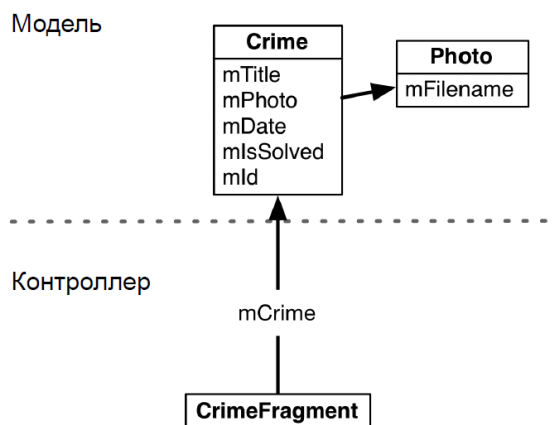 Модель
Crime
mTitle
mPhoto
mDate
mIsSolved
mId
Photo
mFilename
Контроллер
mCrime
CrimeFragment